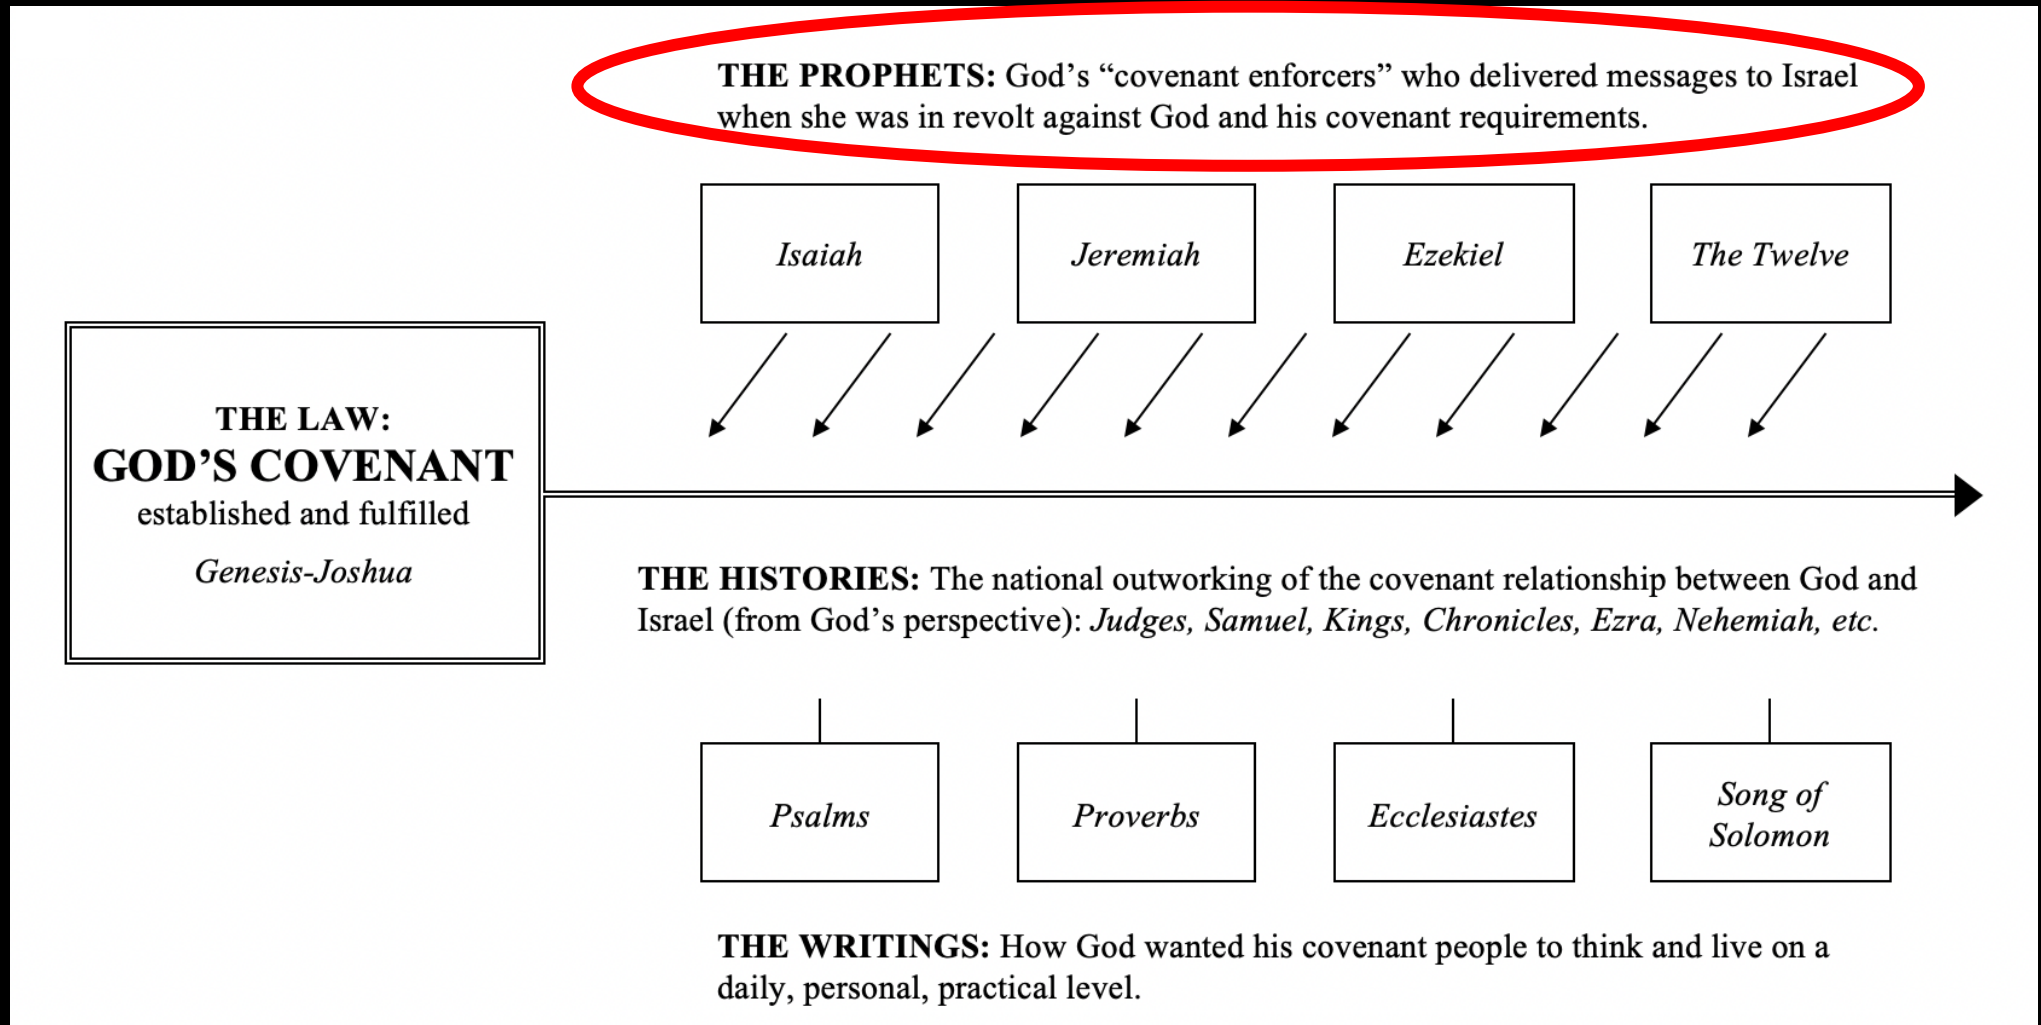 THE PROPHETS: God’s “covenant enforcers” who delivered messages to Israel
when she was in revolt against God and his covenant requirements.
Isaiah
Jeremiah
Ezekiel
The Twelve
THE LAW:
GOD’S COVENANT
established and fulfilled
Genesis-Joshua
THE HISTORIES: The national outworking of the covenant relationship between God and
Israel (from God’s perspective): Judges, Samuel, Kings, Chronicles, Ezra, Nehemiah, etc.
Psalms
Proverbs
Ecclesiastes
Song of
Solomon
THE WRITINGS: How God wanted his covenant people to think and live on a
daily, personal, practical level.